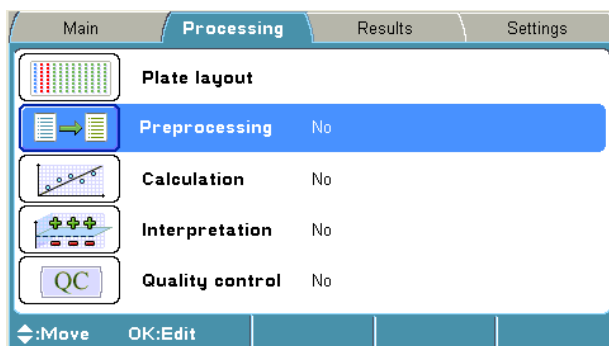 Main Processing Results Settings
Plate layout
Preprocessing No
Calculation No
Interpretation No
QC Quality control No
:Move OK:Edit